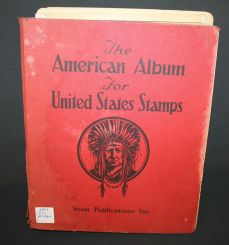 The
American Album
For
United States Stamps
Scott Publications Inc.